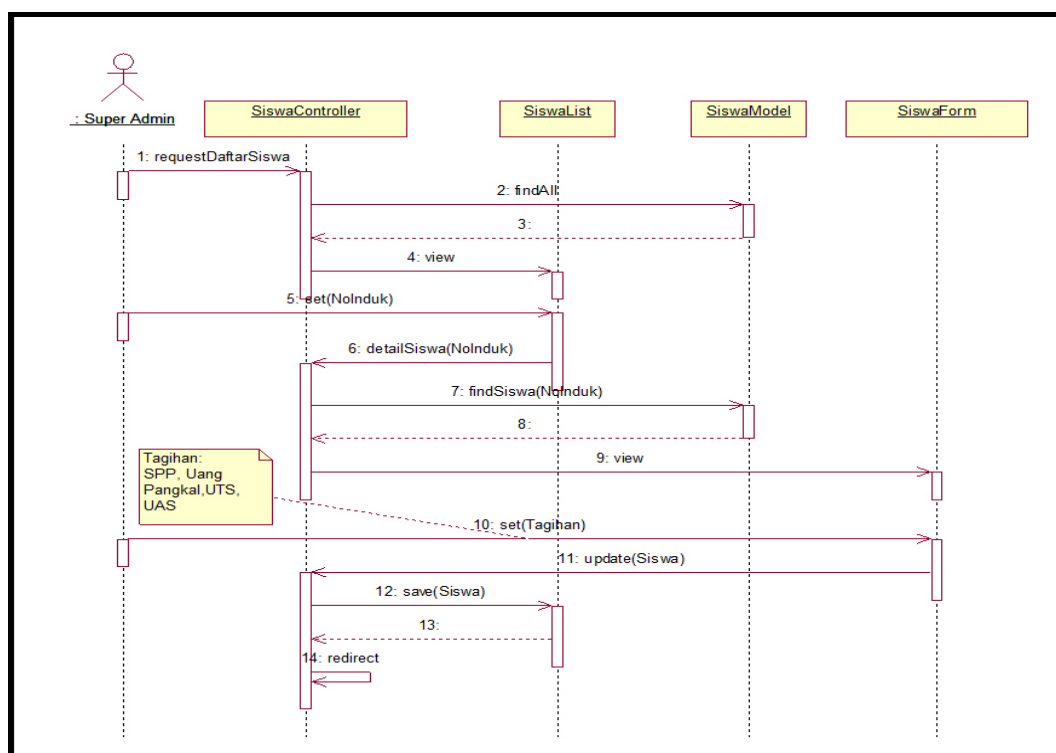 : Super Admin
SiswaController
SiswaList
SiswaModel
SiswaForm
1: requestDaftarSiswa
2: findAll
3:
4: view
5: set(NoInduk)
6: detailSiswa(NoInduk)
7: findSiswa(NoInduk)
8:
9: view
Tagihan:
SPP, Uang
Pangkal,UTS,
UAS
10: set(Tagihan)
11: update(Siswa)
12: save(Siswa)
13:
14: redirect